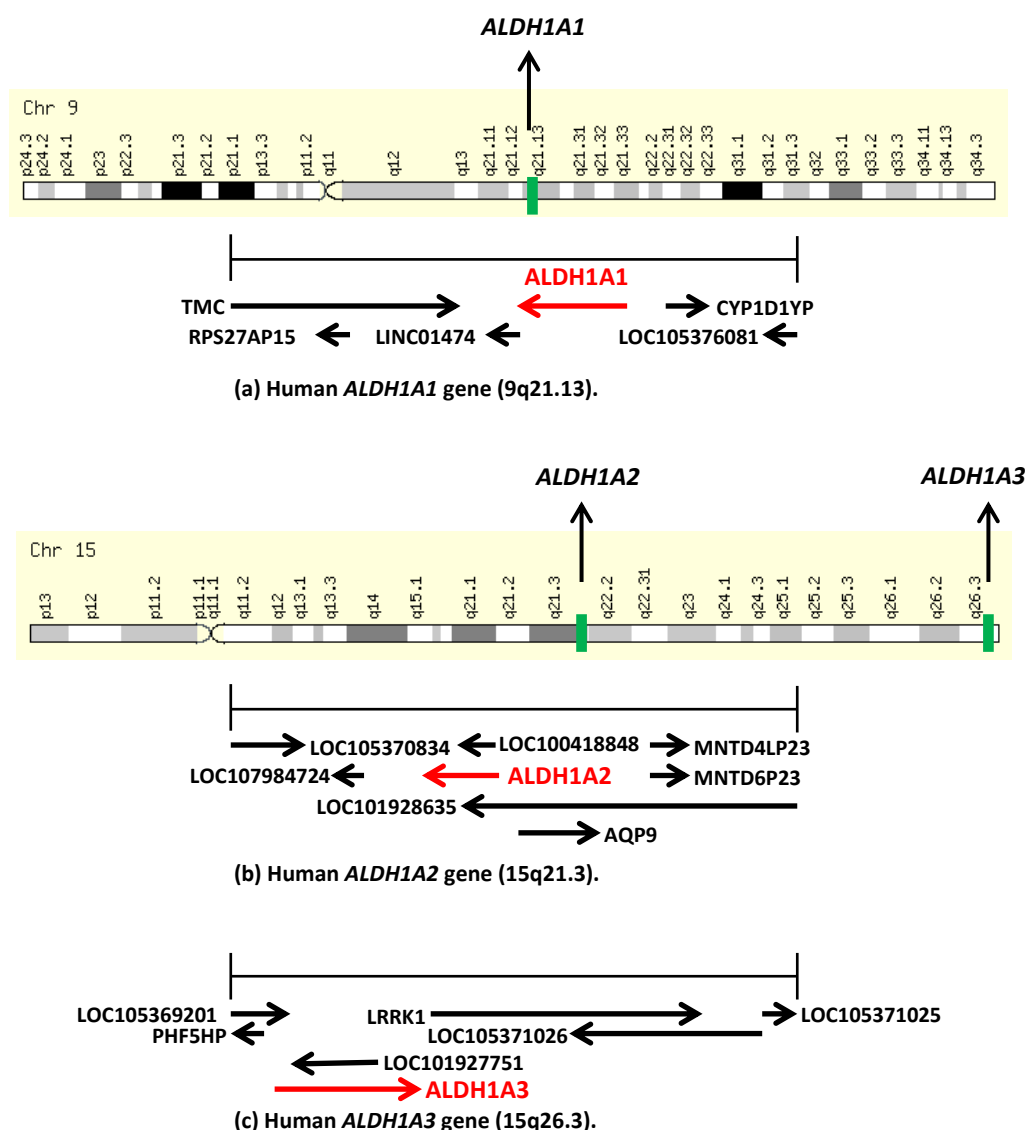 ALDH1A1
Chr 9
p24.3 p24.2 p24.1 p23 p22.3 p21.3 p21.2 p21.1 p13.3 p11.2 q11 q12 q13 q21.11 q21.12 q21.13 q21.31 q21.32 q21.33 q22.2 q22.31 q22.32 q22.33 q31.1 q31.2 q31.3 q32 q33.1 q33.2 q33.3 q34.11 q34.13 q34.3
ALDH1A1
TMC CYP1D1YP
RPS27AP15 LINC01474 LOC105376081
(a) Human ALDH1A1 gene (9q21.13).
ALDH1A2 ALDH1A3
Chr 15
p13 p12 p11.2 p11.1 q11.1 q11.2 q12 q13.1 q13.3 q14 q15.1 q21.1 q21.2 q21.3 q22.2 q22.31 q23 q24.1 q24.3 q25.1 q25.2 q25.3 q26.1 q26.2 q26.3
LOC105370834 LOC100418848 MNTD4LP23
LOC107984724 ALDH1A2 MNTD6P23
LOC101928635
AQP9
(b) Human ALDH1A2 gene (15q21.3).
LOC105369201 LRRK1 LOC105371025
PHF5HP LOC105371026
LOC101927751
ALDH1A3
(c) Human ALDH1A3 gene (15q26.3).